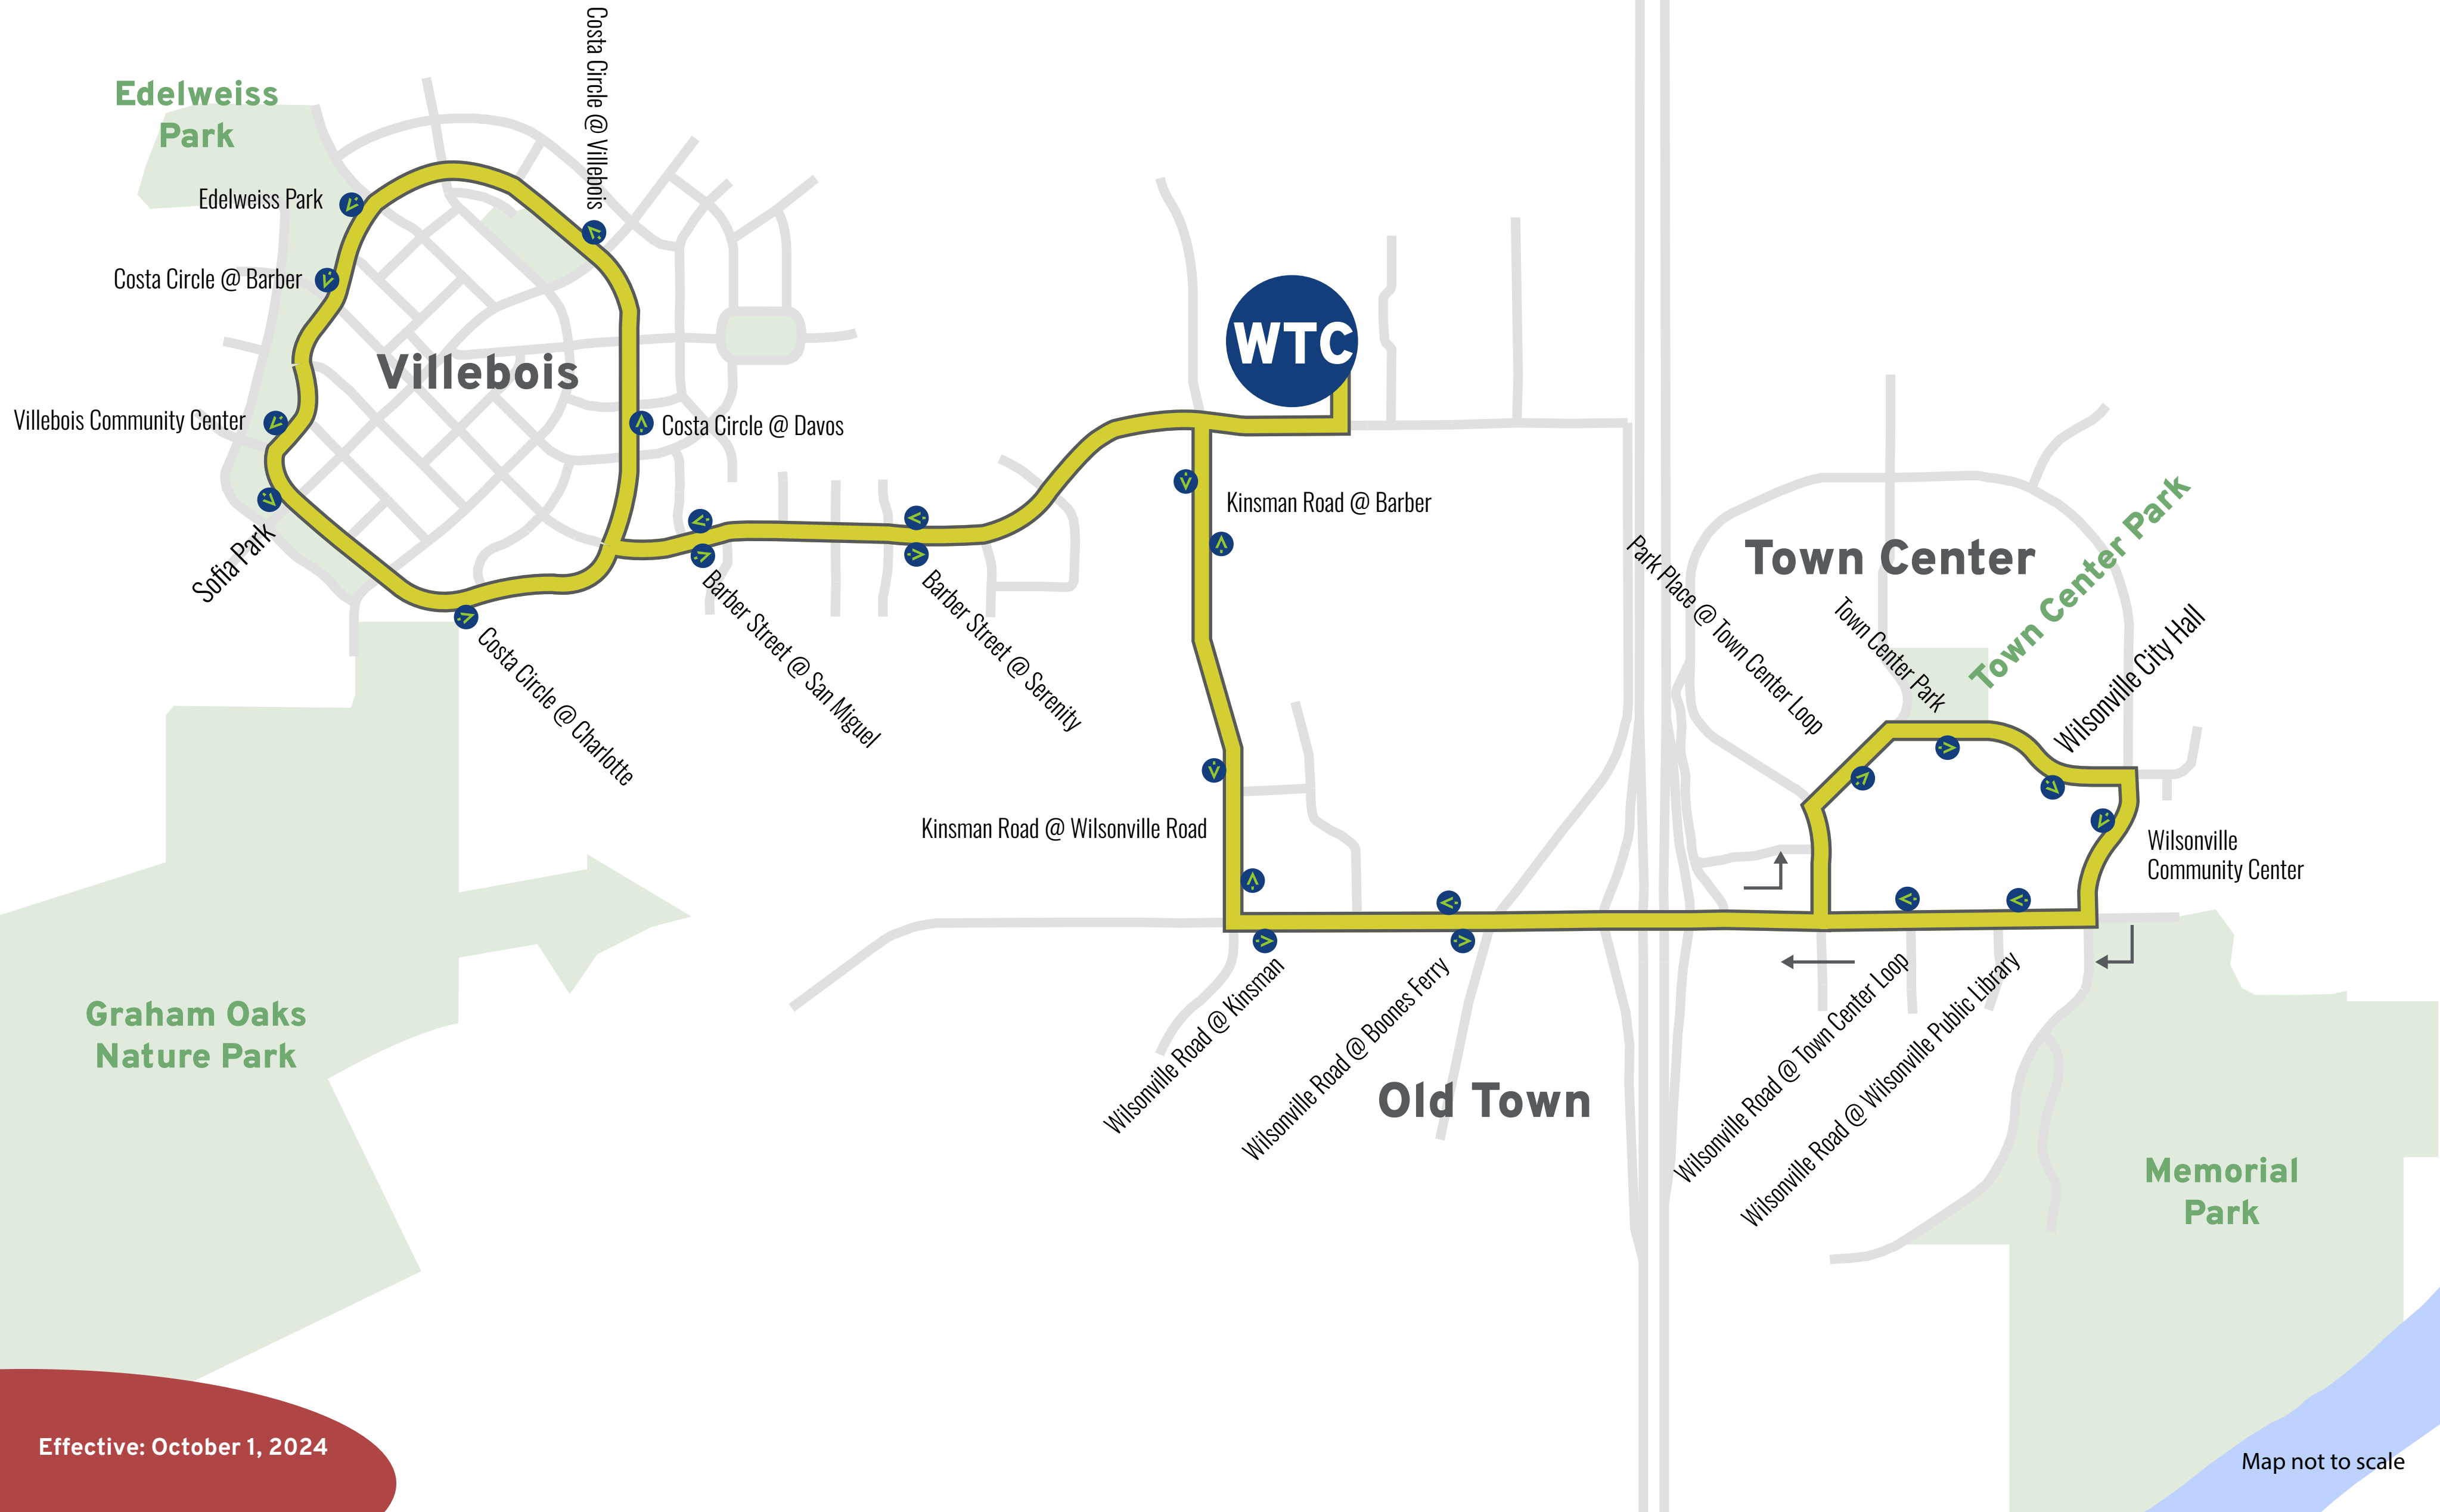 Costa Circle @ Villebois
Edelweiss
Park
Edelweiss Park
Costa Circle @ Barber
WTC
Villebois
Villebois Community Center
Costa Circle @ Davos
Kinsman Road @ Barber
Sofia Park
Town Center
Town Center Park
Park Place @ Town Center Loop
Town Center Park
Wilsonville City Hall
Barber Street @ San Miguel
Barber Street @ Serenity
Costa Circle @ Charlotte
Kinsman Road @ Wilsonville Road
Wilsonville
Community Center
Graham Oaks
Nature Park
Wilsonville Road @ Kinsman
Wilsonville Road @ Boones Ferry
Wilsonville Road @ Town Center Loop
Wilsonville Road @ Wilsonville Public Library
Old Town
Memorial
Park
Effective: October 1, 2024
Map not to scale